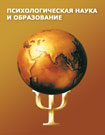 ПСИХОЛОГИЧЕСКАЯ НАУКА
И ОБРАЗОВАНИЕ